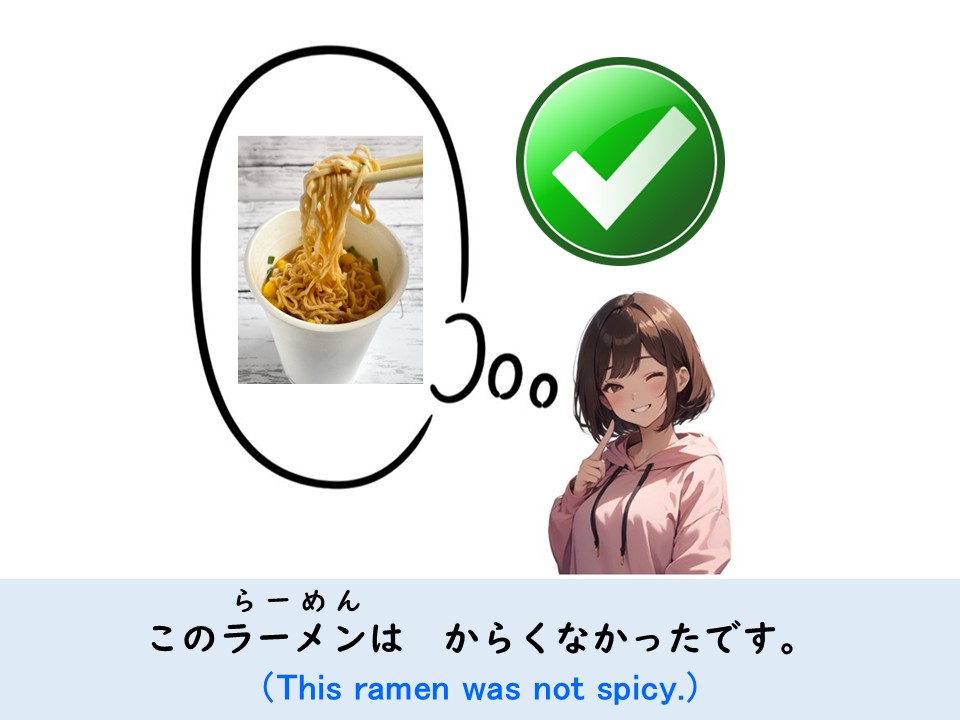 らーめん
このラーメンは　からくなかったです。
（This ramen was not spicy.）